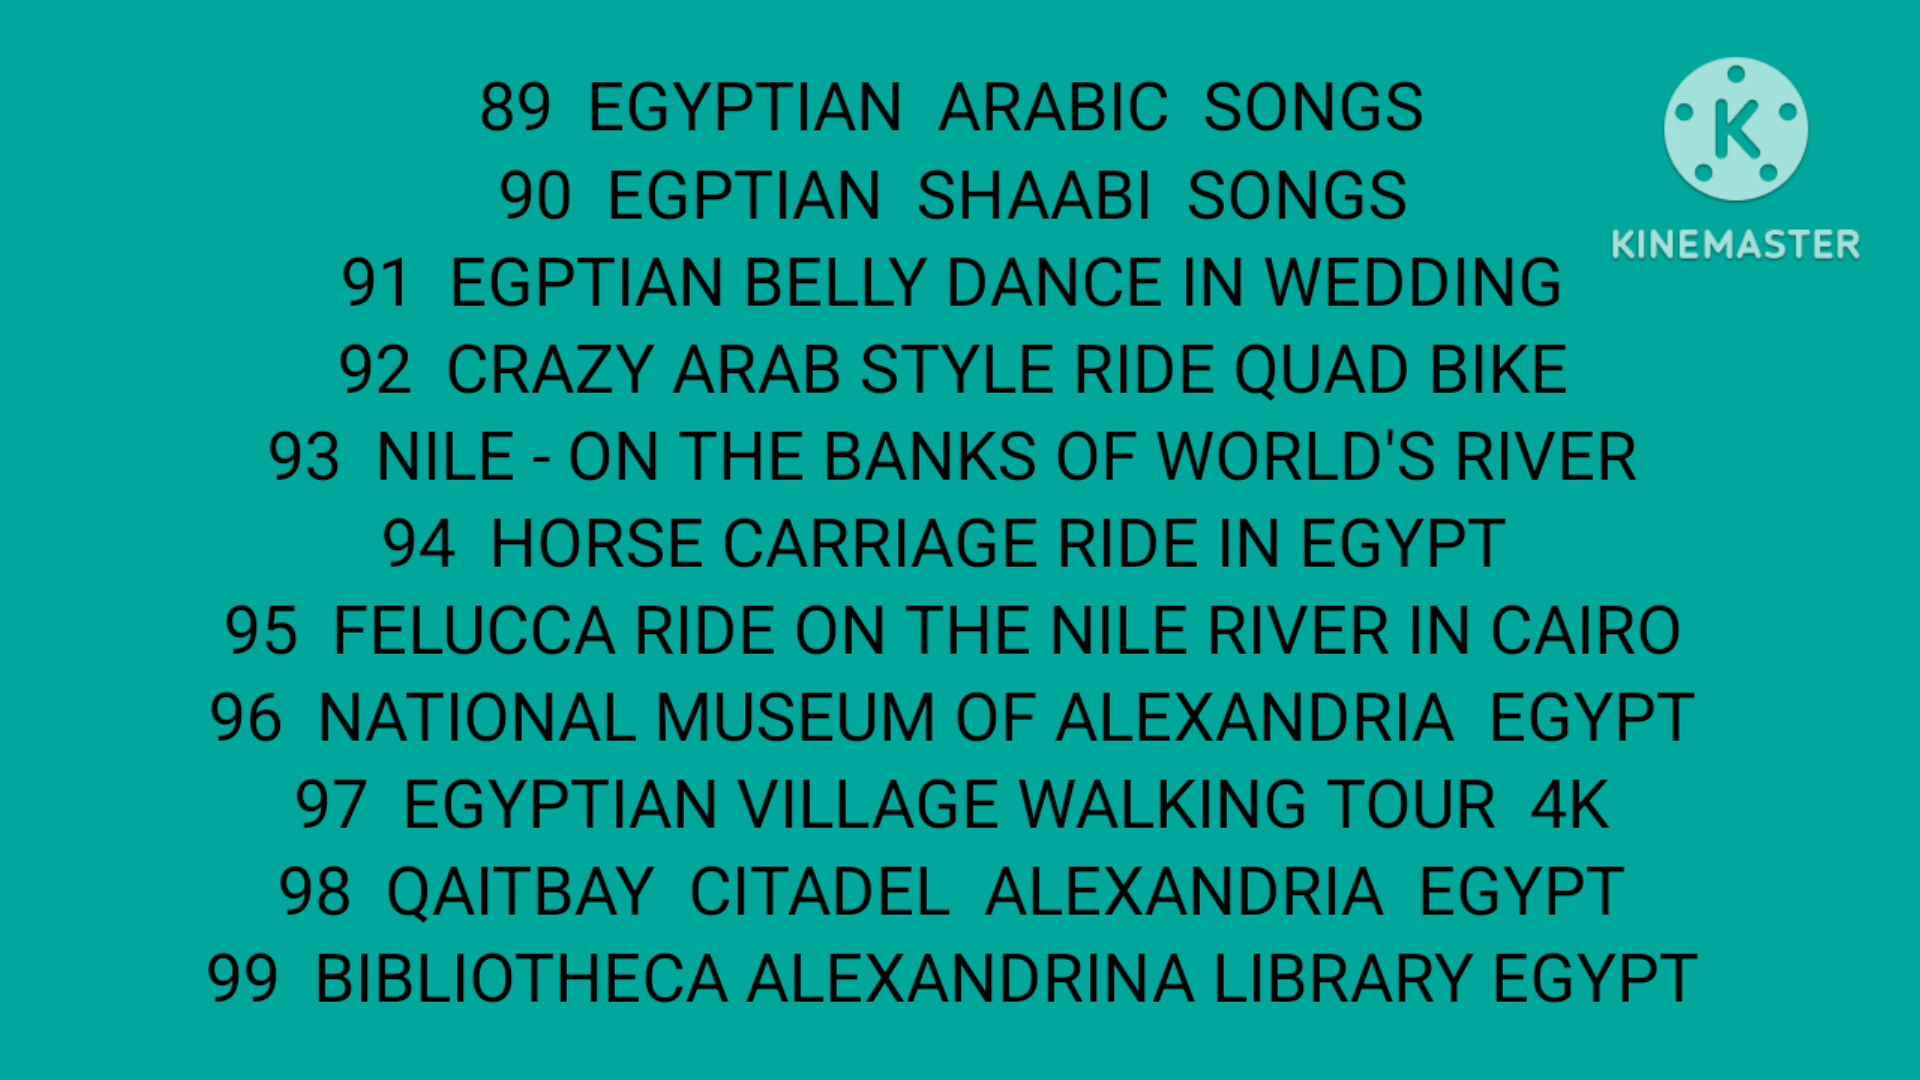 89 EGYPTIAN ARABIC SONGS
90 EGPTIAN SHAABI SONGS
91 EGPTIAN BELLY DANCE IN WEDDING
92 CRAZY ARAB STYLE RIDE QUAD BIKE
93 NILE - ON THE BANKS OF WORLD'S RIVER
94 HORSE CARRIAGE RIDE IN EGYPT
95 FELUCCA RIDE ON THE NILE RIVER IN CAIRO
96 NATIONAL MUSEUM OF ALEXANDRIA EGYPT
97 EGYPTIAN VILLAGE WALKING TOUR 4K
98 QAITBAY CITADEL ALEXANDRIA EGYPT
99 BIBLIOTHECA ALEXANDRINA LIBRARY EGYPT
K
KINEMASTER